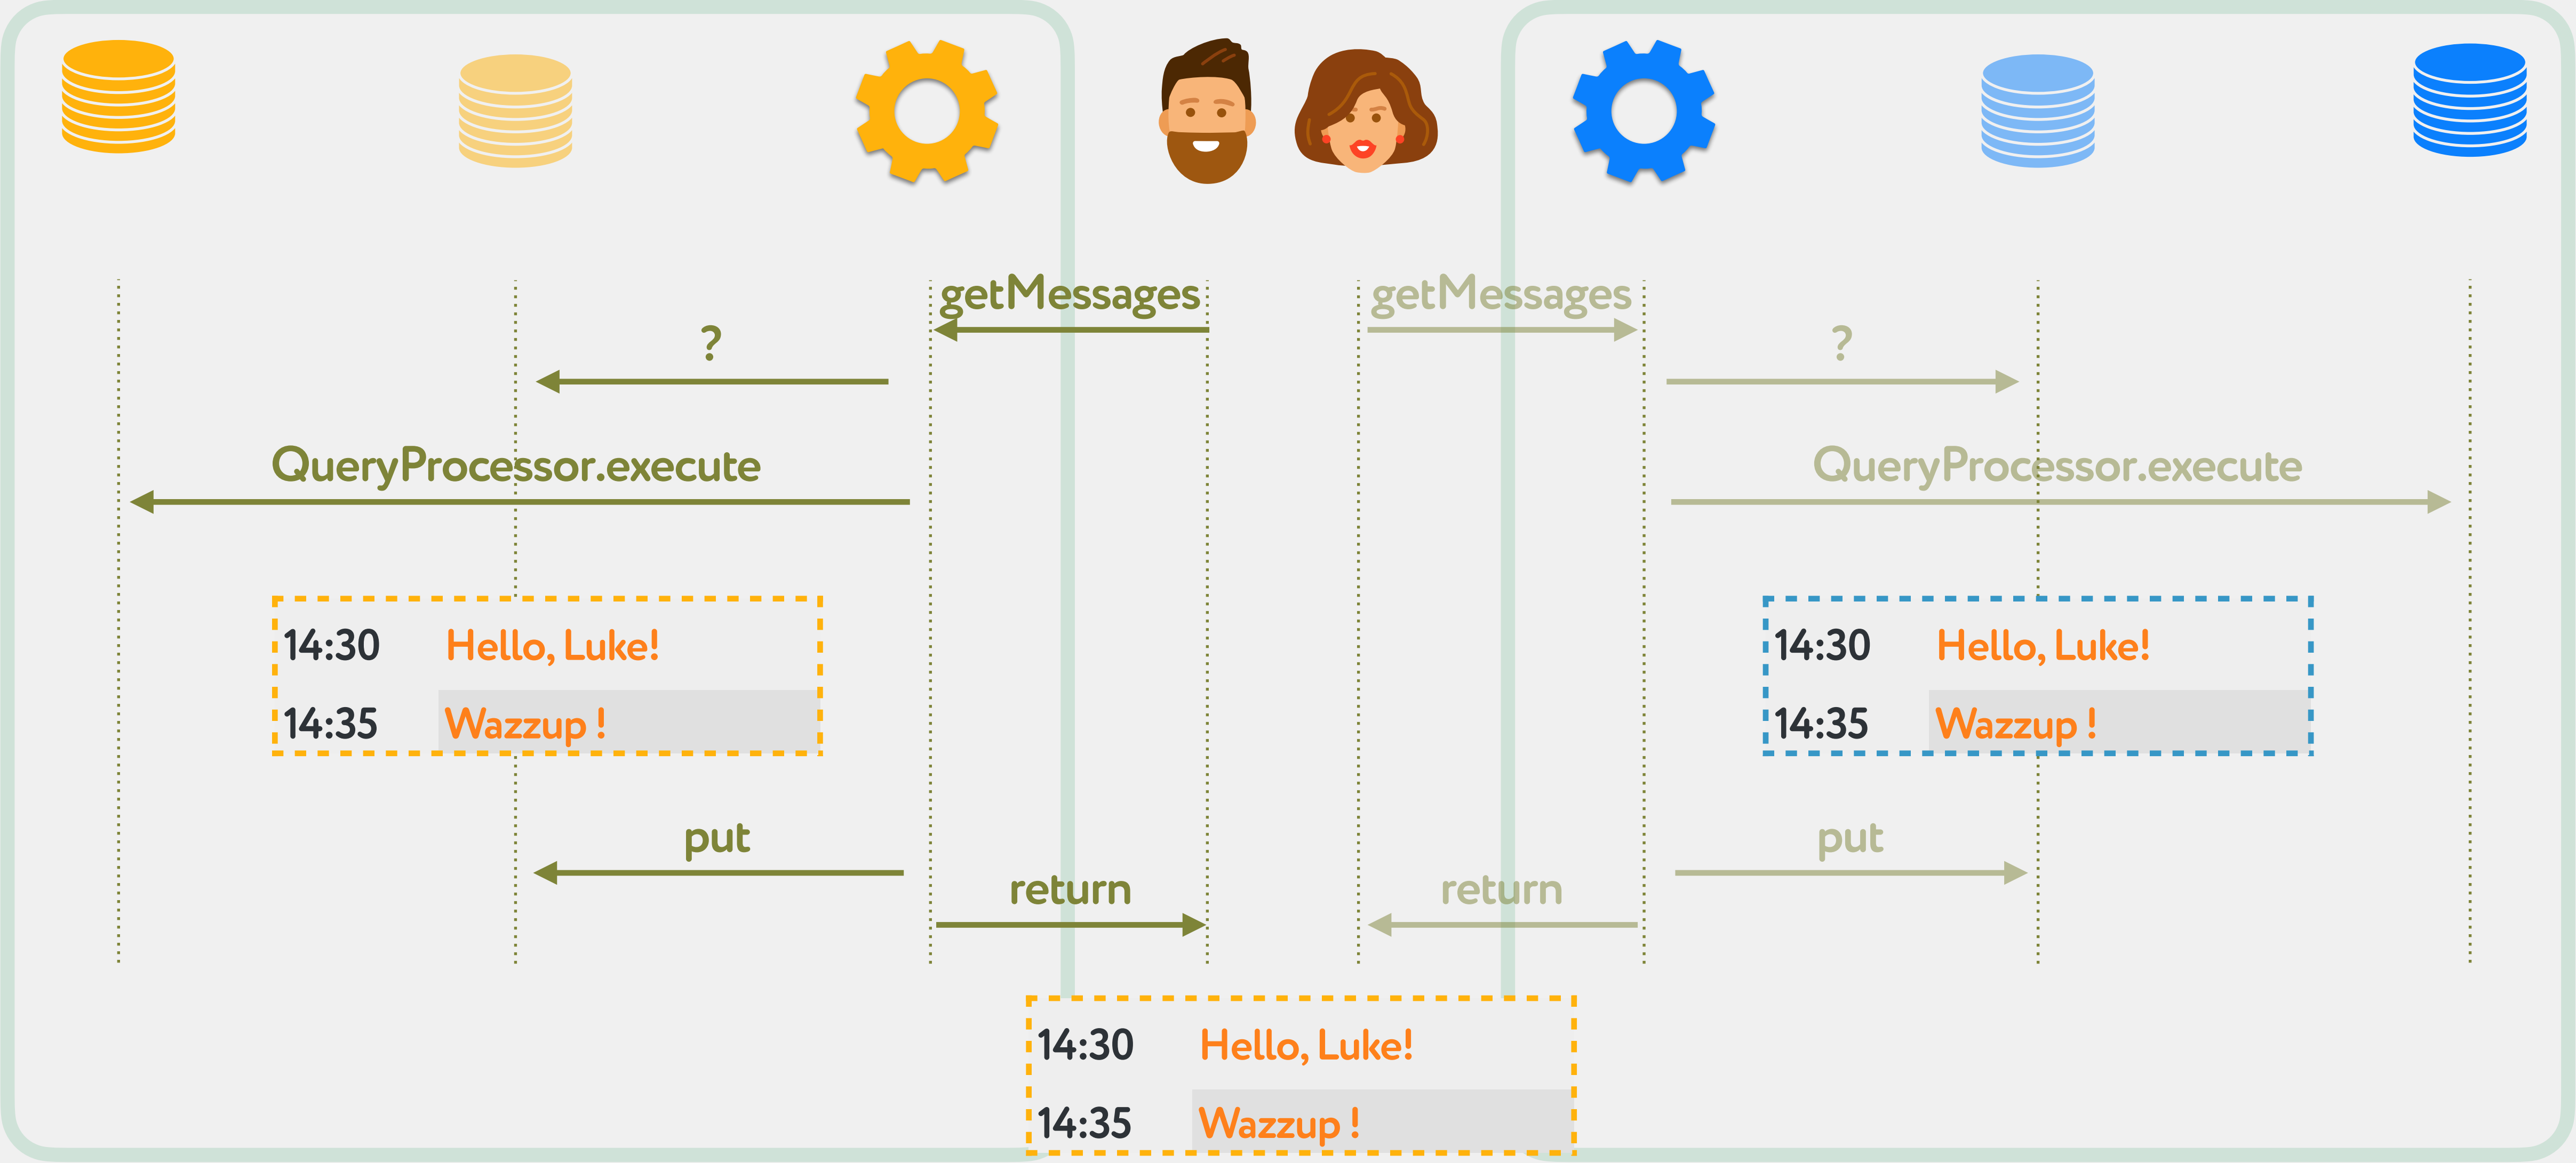 getMessages
getMessages
?
?
QueryProcessor.execute
QueryProcessor.execute
14:30 Hello, Luke!
14:35 Wazzup !
14:30 Hello, Luke!
14:35 Wazzup !
put
put
return
return
14:30 Hello, Luke!
14:35 Wazzup !